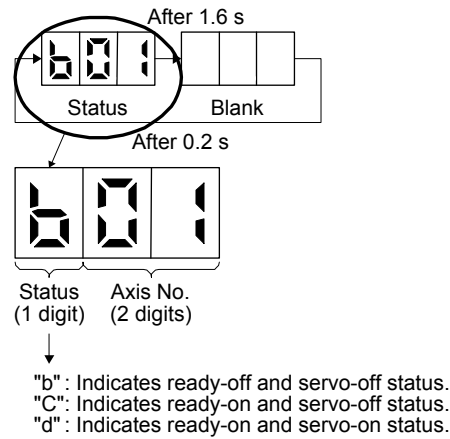 After 1.6 s
b01
Status Blank
After 0.2 s
b01
Status Axis No.
(1 digit) (2 digits)
"b" : Indicates ready-off and servo-off status.
"C": Indicates ready-on and servo-off status.
"d" : Indicates ready-on and servo-on status.